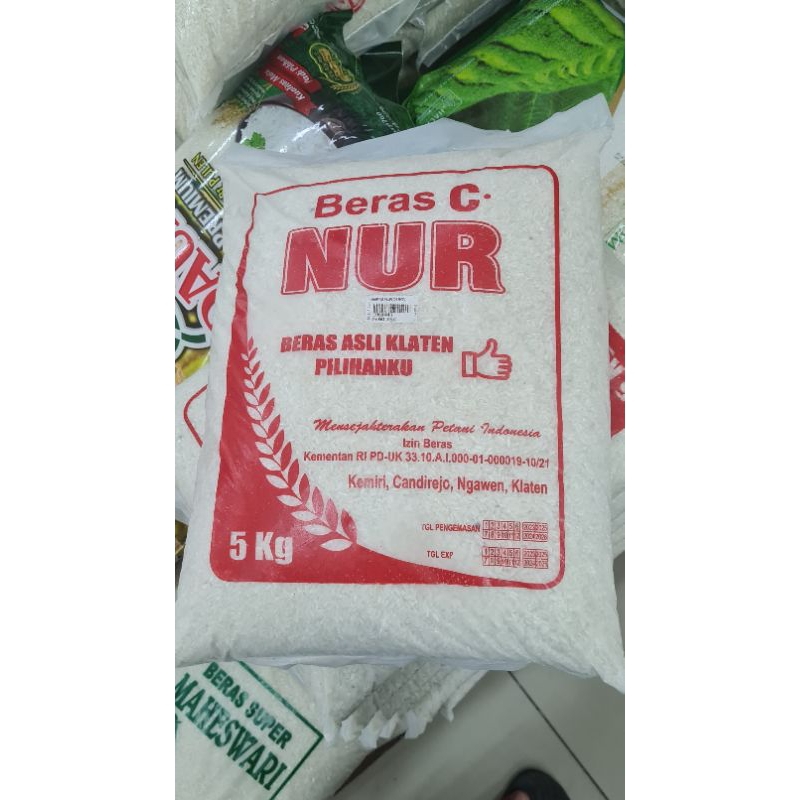 Beras C.
NUR
BERAS ASLI KLATEN
PILIHANKU
Mensejahterakan Petani Indonesia
Izin Beras
Kementan RI PD-UK 33.10.A.I.000-01-000019-10/21
Kemiri, Candirejo, Ngawen, Klaten
TGL PENGEMASAN
TGL EXP
5 Kg
PREMIUM
BERAS SUPER
MAHESWARI